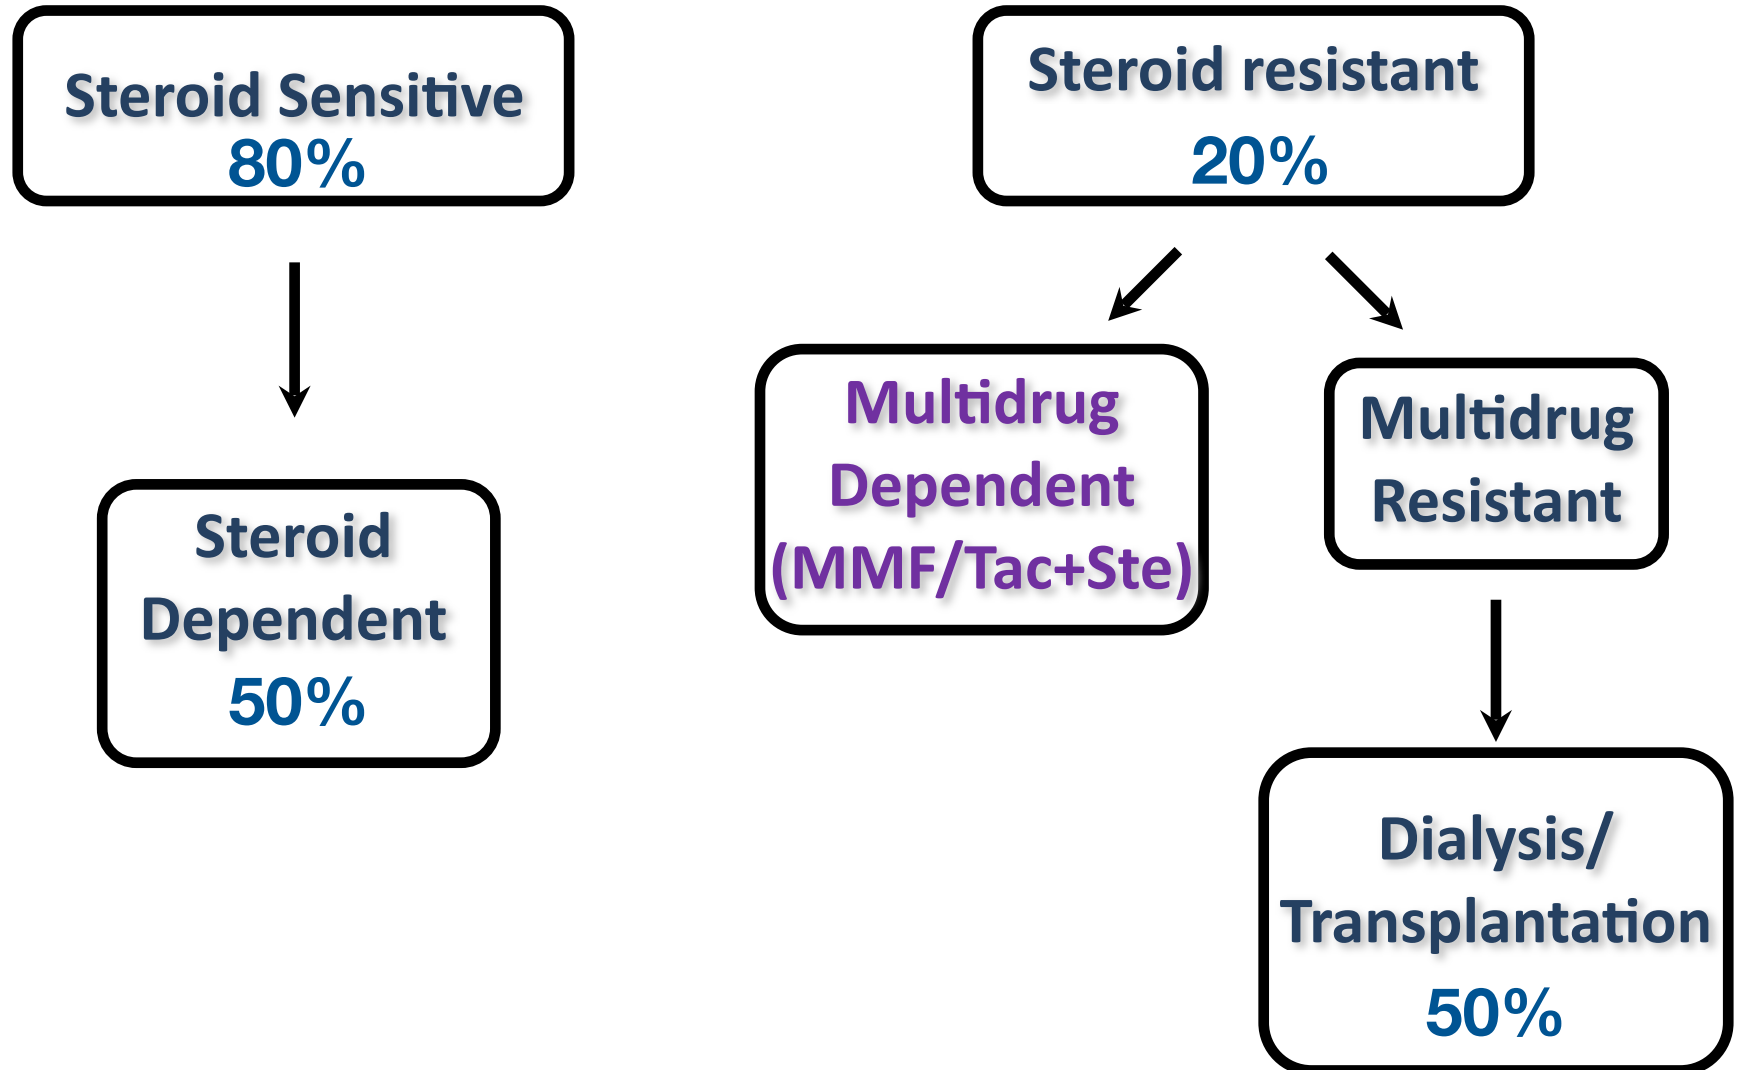 Steroid Sensitive
80%
Steroid resistant
20%
Multidrug
Dependent
(MMF/Tac+Ste)
Multidrug
Resistant
Steroid
Dependent
50%
Dialysis/
Transplantation
50%